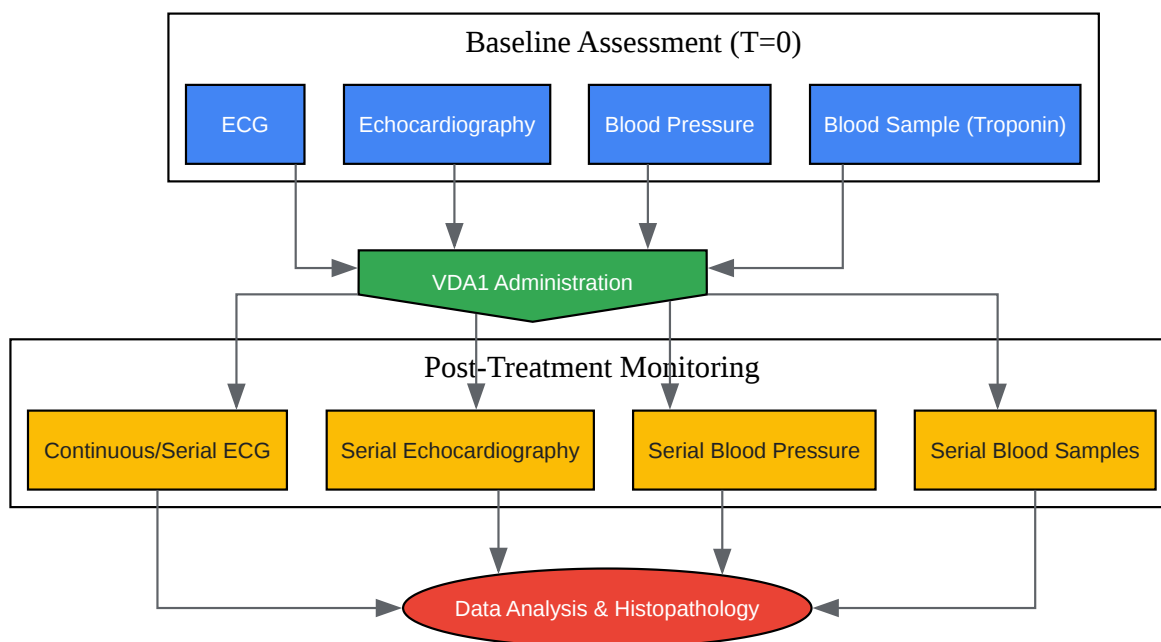 Baseline Assessment (T=0)
ECG
Echocardiography
Blood Pressure
Blood Sample (Troponin)
VDA1 Administration
Post-Treatment Monitoring
Continuous/Serial ECG
Serial Echocardiography
Serial Blood Pressure
Serial Blood Samples
Data Analysis & Histopathology